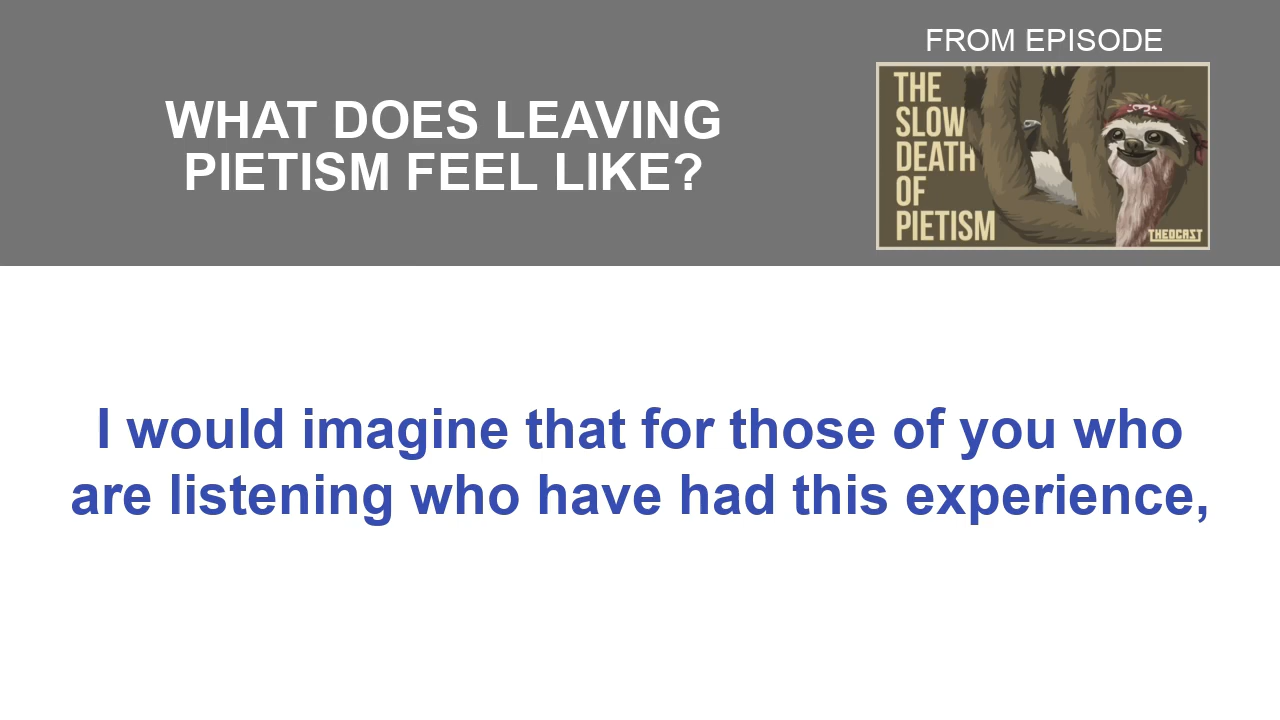 FROM EPISODE
WHAT DOES LEAVING
PIETISM FEEL LIKE?
THE
SLOW
DEATH
OF
PIETISM
THEOCAST
I would imagine that for those of you who
are listening who have had this experience,